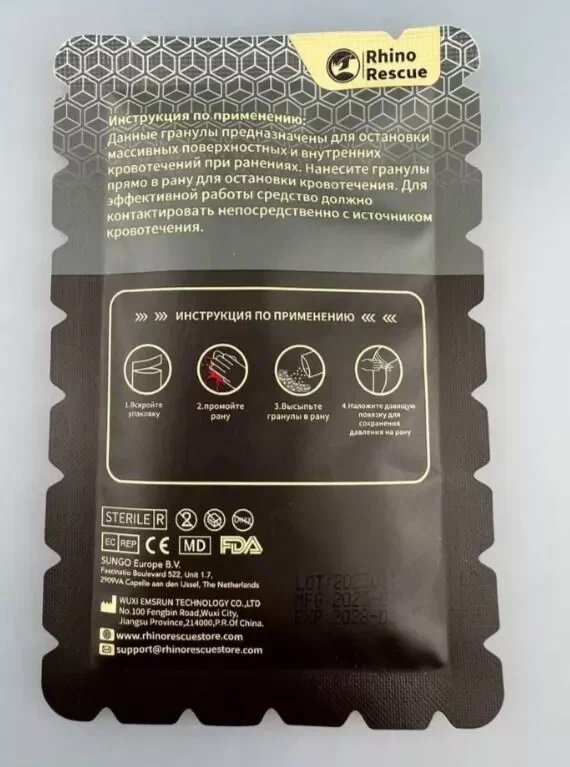 Rhino
Rescue
Инструкция по применению:
Данные гранулы предназначены для остановки
массивных поверхностных и внутренних
кровотечений при ранениях. Нанесите гранулы
прямо в рану для остановки кровотечения. Для
эффективной работы средство должно
контактировать непосредственно с источником
кровотечения.
»» »» ИНСТРУКЦИЯ ПО ПРИМЕНЕНИЮ «« ««
1.Вскройте
упаковку
2.промойте
рану
3.Высыпьте
гранулы в рану
4.Наложите давящую
повязку для
сохранения
давления на рану
STERILE R
EC REP CE MD FDA
SUNGO Europe B.V.
Fascinatio Boulevard 522, Unit 1.7,
2909VA Capelle aan den IJssel, The Netherlands
WUXI EMSRUN TECHNOLOGY CO.,LTD
No.100 Fengbin Road,Wuxi City,
Jiangsu Province,214000,P.R.Of China.
www.rhinorescuestore.com
support@rhinorescuestore.com
LOT
MFG
EXP